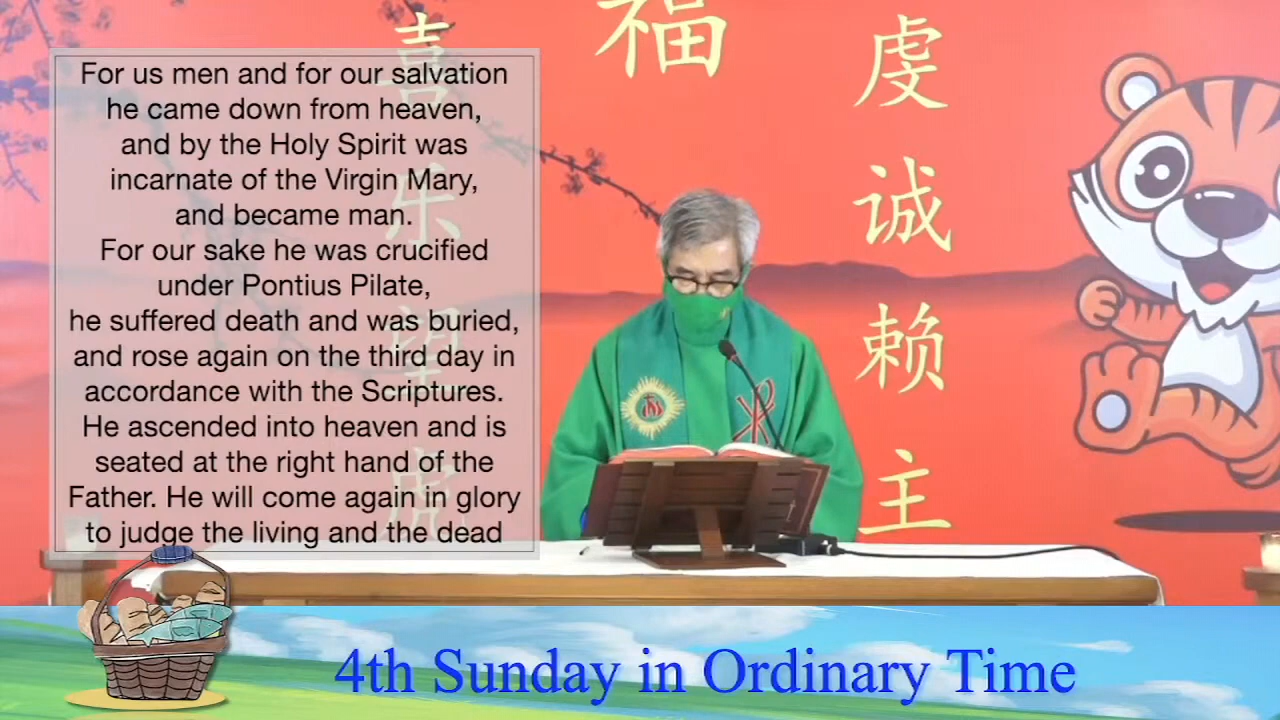 For us men and for our salvation
he came down from heaven,
and by the Holy Spirit was
incarnate of the Virgin Mary,
and became man.
For our sake he was crucified
under Pontius Pilate,
he suffered death and was buried,
and rose again on the third day in
accordance with the Scriptures.
He ascended into heaven and is
seated at the right hand of the
Father. He will come again in glory
to judge the living and the dead
喜乐望虎
福
虔诚赖主
4th Sunday in Ordinary Time